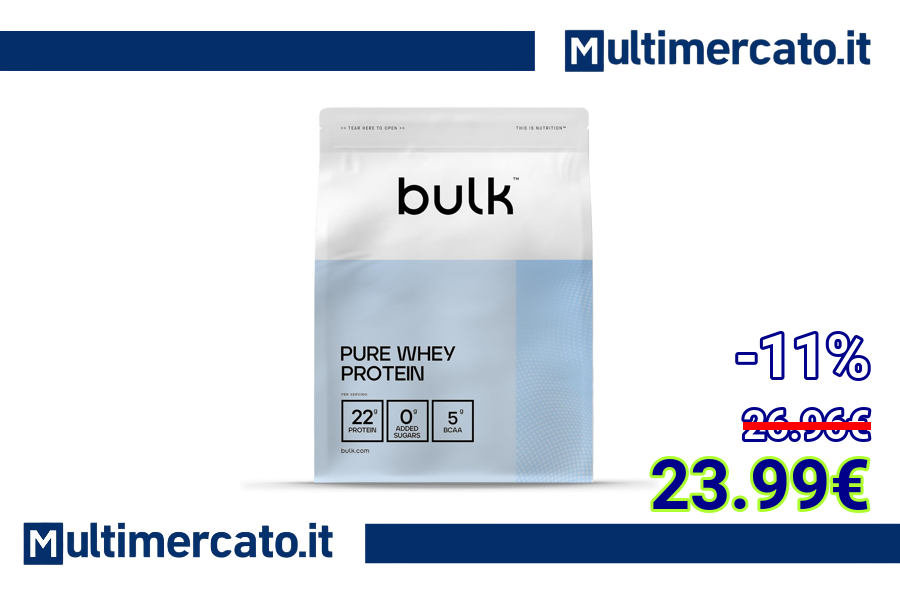 Multimercato.it
>> TEAR HERE TO OPEN >>
THIS IS NUTRITION™
bulk™
PURE WHEY
PROTEIN
PER SERVING
22g
PROTEIN
0g
ADDED
SUGARS
5g
BCAA
bulk.com
-11%
26.96€
23.99€
Multimercato.it